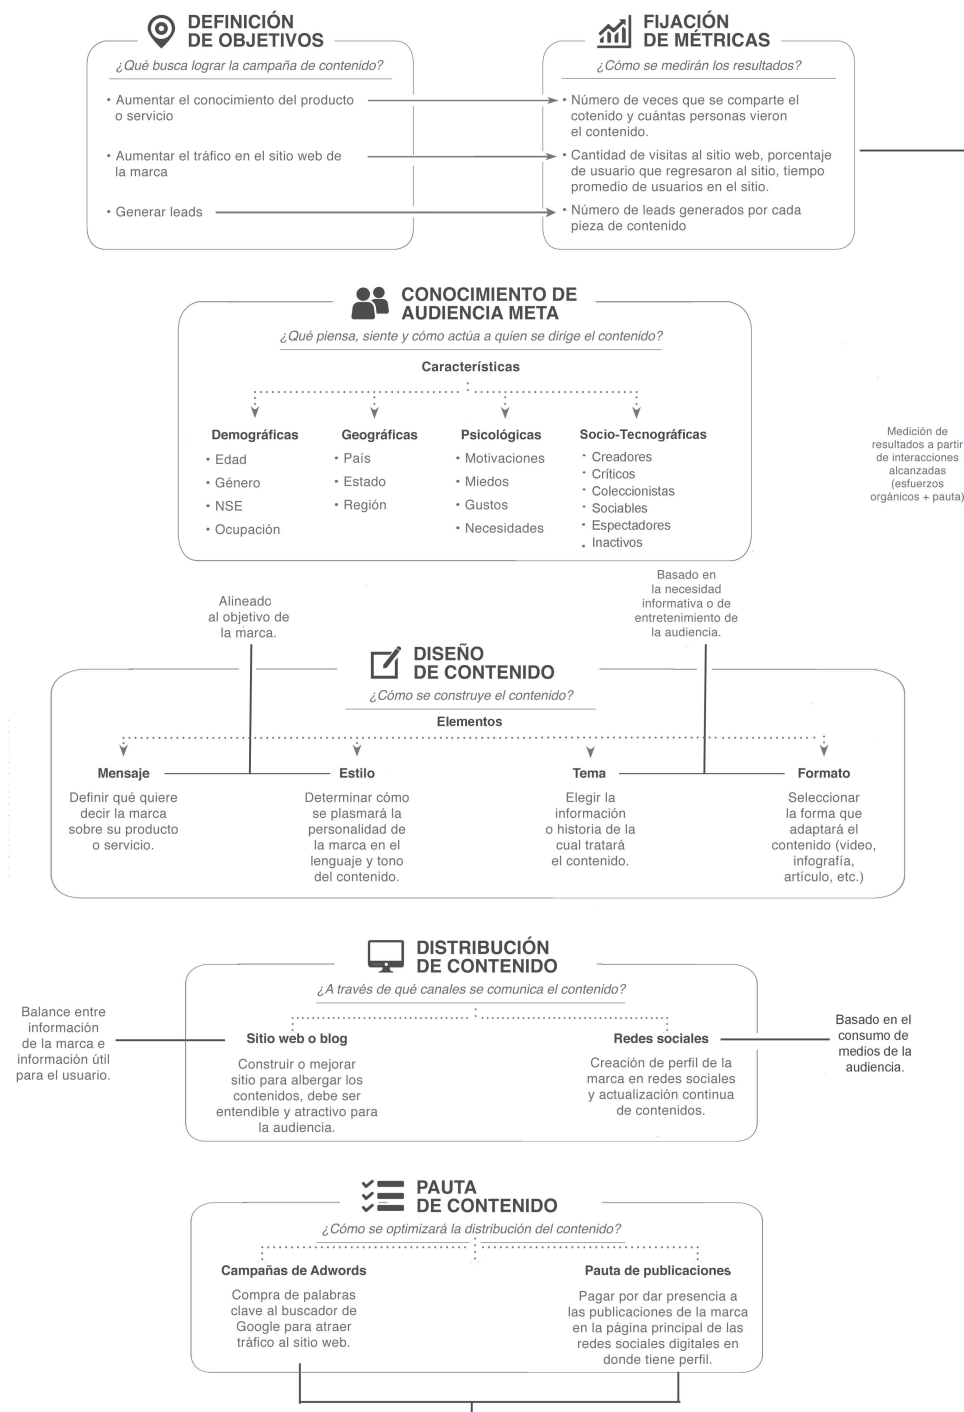 DEFINICIÓN
DE OBJETIVOS
¿Qué busca lograr la campaña de contenido?
• Aumentar el conocimiento del producto
o servicio
• Aumentar el tráfico en el sitio web de
la marca
• Generar leads
FIJACIÓN
DE MÉTRICAS
¿Cómo se medirán los resultados?
• Número de veces que se comparte el
cotenido y cuántas personas vieron
el contenido.
• Cantidad de visitas al sitio web, porcentaje
de usuario que regresaron al sitio, tiempo
promedio de usuarios en el sitio.
• Número de leads generados por cada
pieza de contenido
CONOCIMIENTO DE
AUDIENCIA META
¿Qué piensa, siente y cómo actúa a quien se dirige el contenido?
Características
Demográficas
• Edad
• Género
• NSE
• Ocupación
Geográficas
• País
• Estado
• Región
Psicológicas
• Motivaciones
• Miedos
• Gustos
• Necesidades
Socio-Tecnográficas
• Creadores
• Críticos
• Coleccionistas
• Sociables
• Espectadores
• Inactivos
Medición de
resultados a partir
de interacciones
alcanzadas
(esfuerzos
orgánicos + pauta)
Alineado
al objetivo de
la marca.
Basado en
la necesidad
informativa o de
entretenimiento de
la audiencia.
DISEÑO
DE CONTENIDO
¿Cómo se construye el contenido?
Elementos
Mensaje
Definir qué quiere
decir la marca
sobre su producto
o servicio.
Estilo
Determinar cómo
se plasmará la
personalidad de
la marca en el
lenguaje y tono
del contenido.
Tema
Elegir la
información
o historia de la
cual tratará
el contenido.
Formato
Seleccionar
la forma que
adaptará el
contenido (video,
infografía,
artículo, etc.)
DISTRIBUCIÓN
DE CONTENIDO
¿A través de qué canales se comunica el contenido?
Balance entre
información
de la marca e
información útil
para el usuario.
Sitio web o blog
Construir o mejorar
sitio para albergar los
contenidos, debe ser
entendible y atractivo para
la audiencia.
Redes sociales
Creación de perfil de la
marca en redes sociales
y actualización continua
de contenidos.
Basado en el
consumo de
medios de la
audiencia.
PAUTA
DE CONTENIDO
¿Cómo se optimizará la distribución del contenido?
Campañas de Adwords
Compra de palabras
clave al buscador de
Google para atraer
tráfico al sitio web.
Pauta de publicaciones
Pagar por dar presencia a
las publicaciones de la marca
en la página principal de las
redes sociales digitales en
donde tiene perfil.